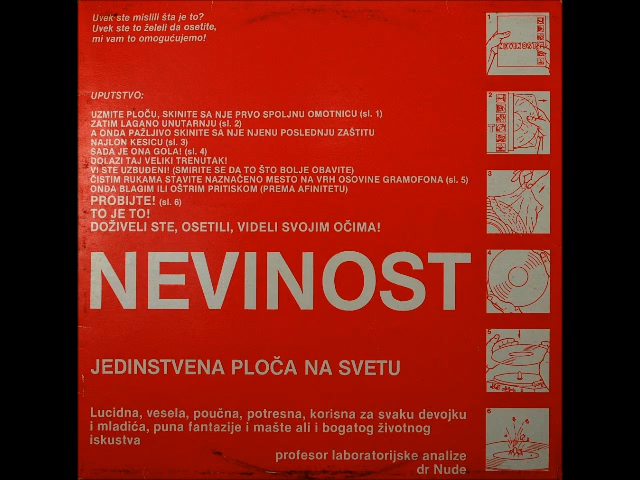 Uvek ste mislili šta je to?
Uvek ste to želeli da osetite,
mi vam to omogućujemo!
UPUTSTVO:
UZMITE PLOČU, SKINITE SA NJE PRVO SPOLJNU OMOTNICU (sl. 1)
ZATIM LAGANO UNUTARNJU (sl. 2)
A ONDA PAŽLJIVO SKINITE SA NJE NJENU POSLEDNJU ZAŠTITU
NAJLON KESICU (sl. 3)
SADA JE ONA GOLA! (sl. 4)
DOLAZI TAJ VELIKI TRENUTAK!
VI STE UZBUĐENI! (SMIRITE SE DA TO ŠTO BOLJE OBAVITE)
ČISTIM RUKAMA STAVITE NAZNAČENO MESTO NA VRH OSOVINE GRAMOFONA (sl. 5)
ONDA BLAGIM ILI OŠTRIM PRITISKOM (PREMA AFINITETU)
PROBIJTE! (sl. 6)
TO JE TO!
DOŽIVELI STE, OSETILI, VIDELI SVOJIM OČIMA!
NEVINOST
JEDINSTVENA PLOČA NA SVETU
Lucidna, vesela, poučna, potresna, korisna za svaku devojku
i mladića, puna fantazije i mašte ali i bogatog životnog
iskustva
profesor laboratorijske analize
dr Nude
1
NEVINOST
2
3
4
5
6